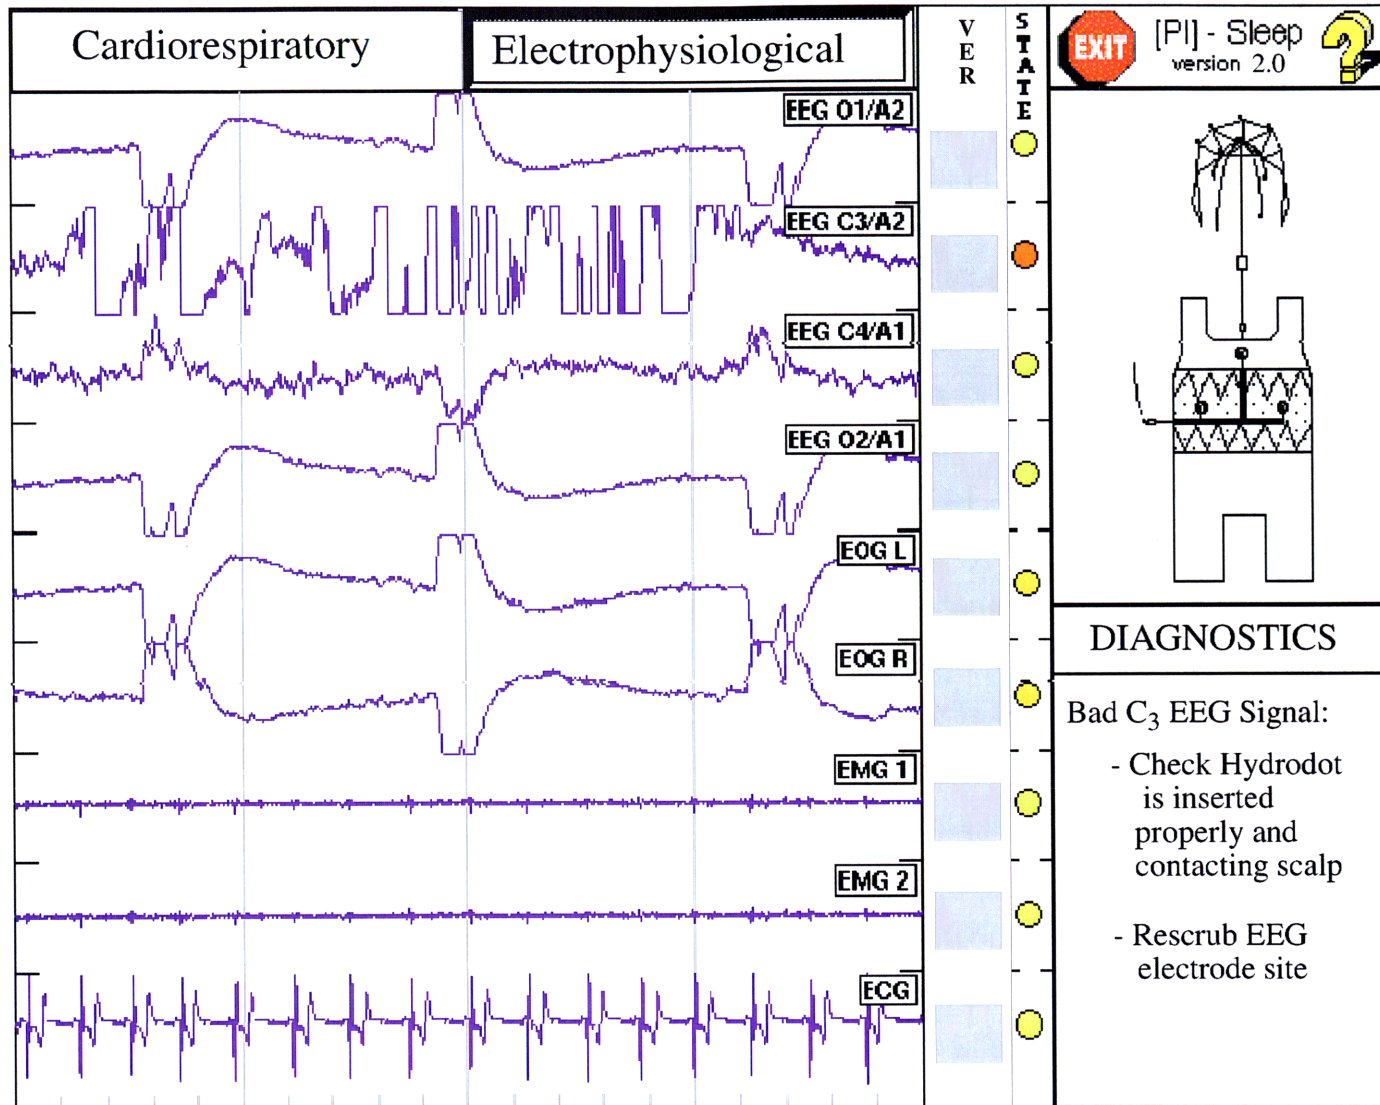 Cardiorespiratory
Electrophysiological
VER
STATE
EXIT
[PI] - Sleep
version 2.0
?
EEG O1/A2
EEG C3/A2
EEG C4/A1
EEG O2/A1
EOG L
EOG R
EMG 1
EMG 2
ECG
DIAGNOSTICS
Bad C3 EEG Signal:
- Check Hydrodot
is inserted
properly and
contacting scalp
- Rescrub EEG
electrode site